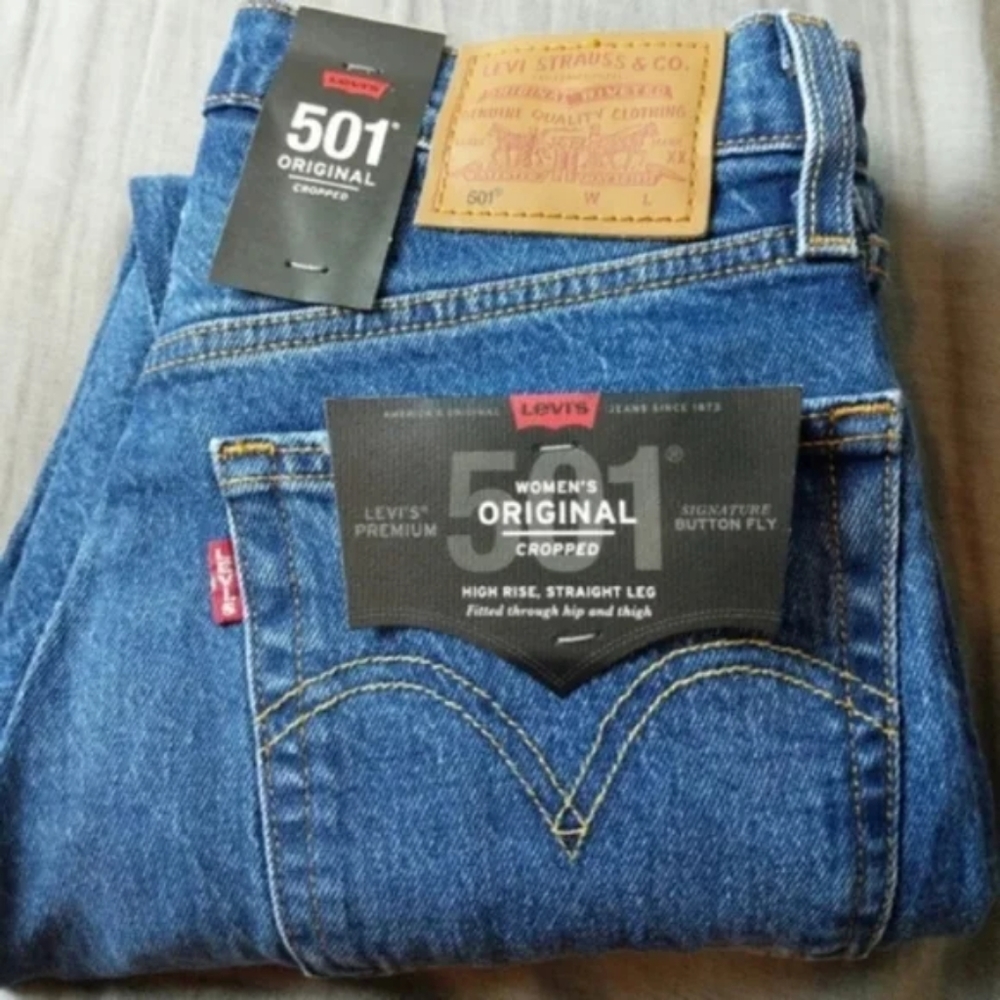 Levi's
501®
ORIGINAL
CROPPED
LEVI STRAUSS & CO.
GENUINE QUALITY CLOTHING
XX
501® W L
AMERICA'S ORIGINAL Levi's JEANS SINCE 1873
501®
WOMEN'S
LEVI'S® PREMIUM
ORIGINAL
SIGNATURE
BUTTON FLY
CROPPED
HIGH RISE, STRAIGHT LEG
Fitted through hip and thigh
LEVI'S